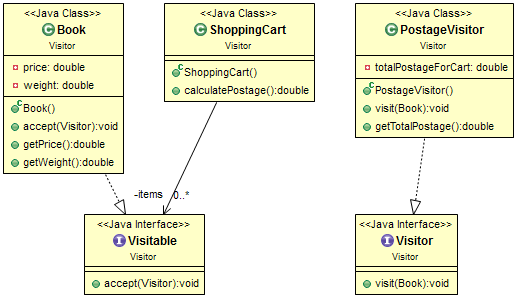 <<Java Class>>
Book
Visitor
price: double
weight: double
Book()
accept(Visitor):void
getPrice():double
getWeight():double
<<Java Class>>
ShoppingCart
Visitor
ShoppingCart()
calculatePostage():double
<<Java Class>>
PostageVisitor
Visitor
totalPostageForCart: double
PostageVisitor()
visit(Book):void
getTotalPostage():double
-items 0..*
<<Java Interface>>
Visitable
Visitor
accept(Visitor):void
<<Java Interface>>
Visitor
Visitor
visit(Book):void